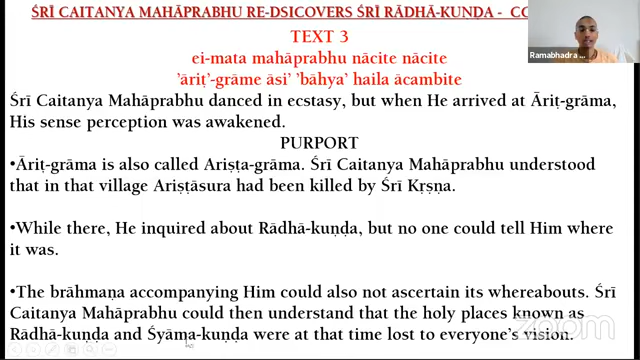 ŚRĪ CAITANYA MAHĀPRABHU RE-DSICOVERS ŚRĪ RĀDHĀ-KUNDA - CC
TEXT 3
ei-mata mahāprabhu nācite nācite
'āriṭ'-grāme āsi' 'bāhya' haila ācambite
Śrī Caitanya Mahāprabhu danced in ecstasy, but when He arrived at Āriṭ-grāma,
His sense perception was awakened.
PURPORT
•Āriṭ-grāma is also called Ariṣṭa-grāma. Śrī Caitanya Mahāprabhu understood
that in that village Ariṣṭāsura had been killed by Śrī Kṛṣṇa.
•While there, He inquired about Rādhā-kuṇḍa, but no one could tell Him where
it was.
•The brāhmaṇa accompanying Him could also not ascertain its whereabouts. Śrī
Caitanya Mahāprabhu could then understand that the holy places known as
Rādhā-kuṇḍa and Śyāma-kuṇḍa were at that time lost to everyone's vision.
Ramabhadra
zoom